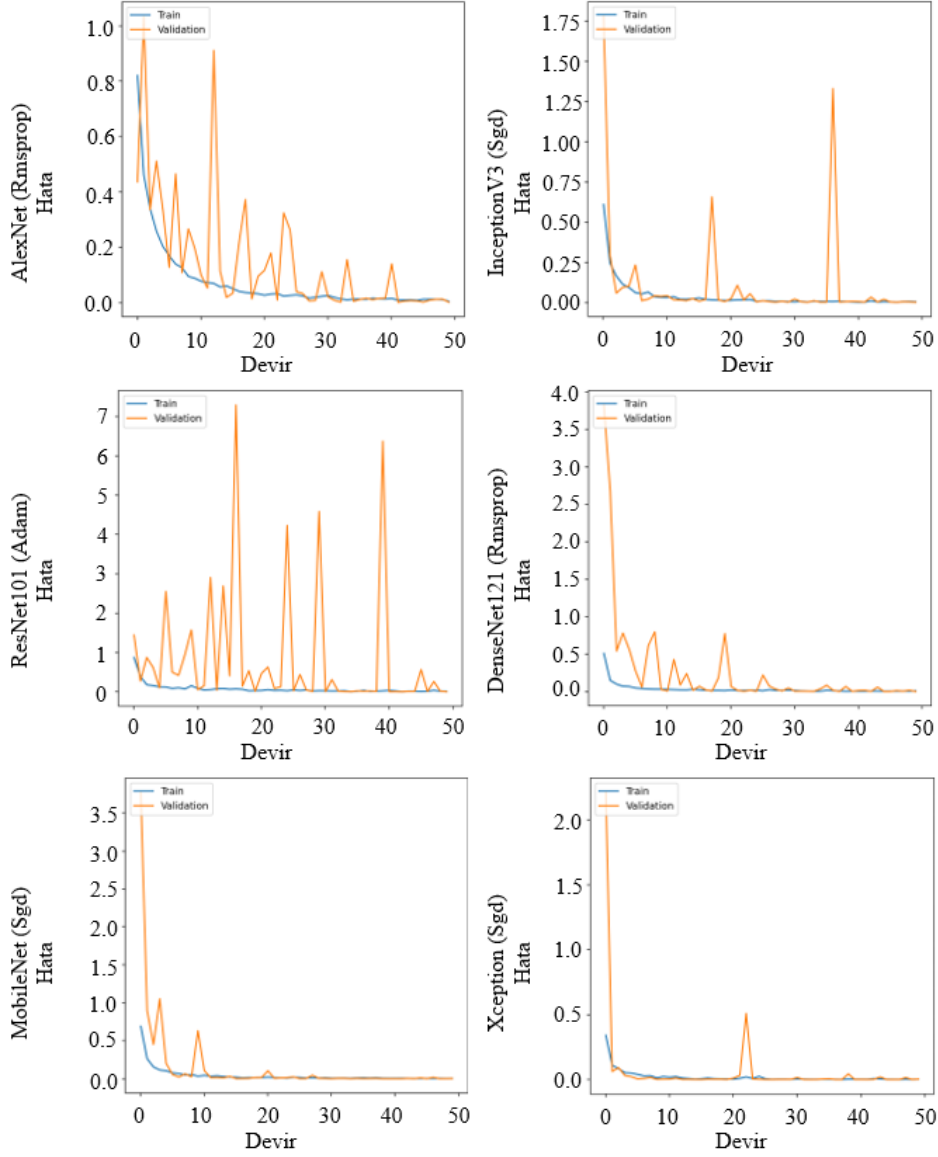 AlexNet (Rmsprop)
Hata
Train
Validation
1.0
0.8
0.6
0.4
0.2
0.0
0 10 20 30 40 50
Devir
InceptionV3 (Sgd)
Hata
Train
Validation
1.75
1.50
1.25
1.00
0.75
0.50
0.25
0.00
0 10 20 30 40 50
Devir
ResNet101 (Adam)
Hata
Train
Validation
7
6
5
4
3
2
1
0
0 10 20 30 40 50
Devir
DenseNet121 (Rmsprop)
Hata
Train
Validation
4.0
3.5
3.0
2.5
2.0
1.5
1.0
0.5
0.0
0 10 20 30 40 50
Devir
MobileNet (Sgd)
Hata
Train
Validation
3.5
3.0
2.5
2.0
1.5
1.0
0.5
0.0
0 10 20 30 40 50
Devir
Xception (Sgd)
Hata
Train
Validation
2.0
1.5
1.0
0.5
0.0
0 10 20 30 40 50
Devir